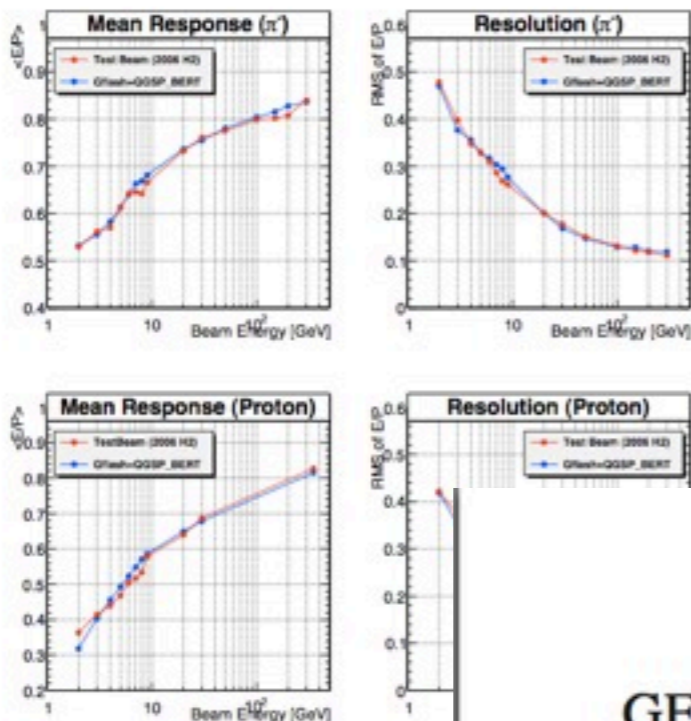 Mean Response (π⁻)
<E/P>
Test Beam (2006 H2)
Gflash+QGSP_BERT
0.9
0.8
0.7
0.6
0.5
0.4
1
10
10²
Beam Energy [GeV]
Resolution (π⁻)
RMS of E/P
Test Beam (2006 H2)
Gflash+QGSP_BERT
0.6
0.5
0.4
0.3
0.2
0.1
0
1
10
10²
Beam Energy [GeV]
Mean Response (Proton)
<E/P>
TestBeam (2006 H2)
Gflash+QGSP_BERT
0.9
0.8
0.7
0.6
0.5
0.4
0.3
0.2
1
10
10²
Beam Energy [GeV]
Resolution (Proton)
RMS of E/P
Test Beam (2006 H2)
Gflash+QGSP_BERT
0.6
0.5
0.4
0.3
0.2
0.1
0
1
GE